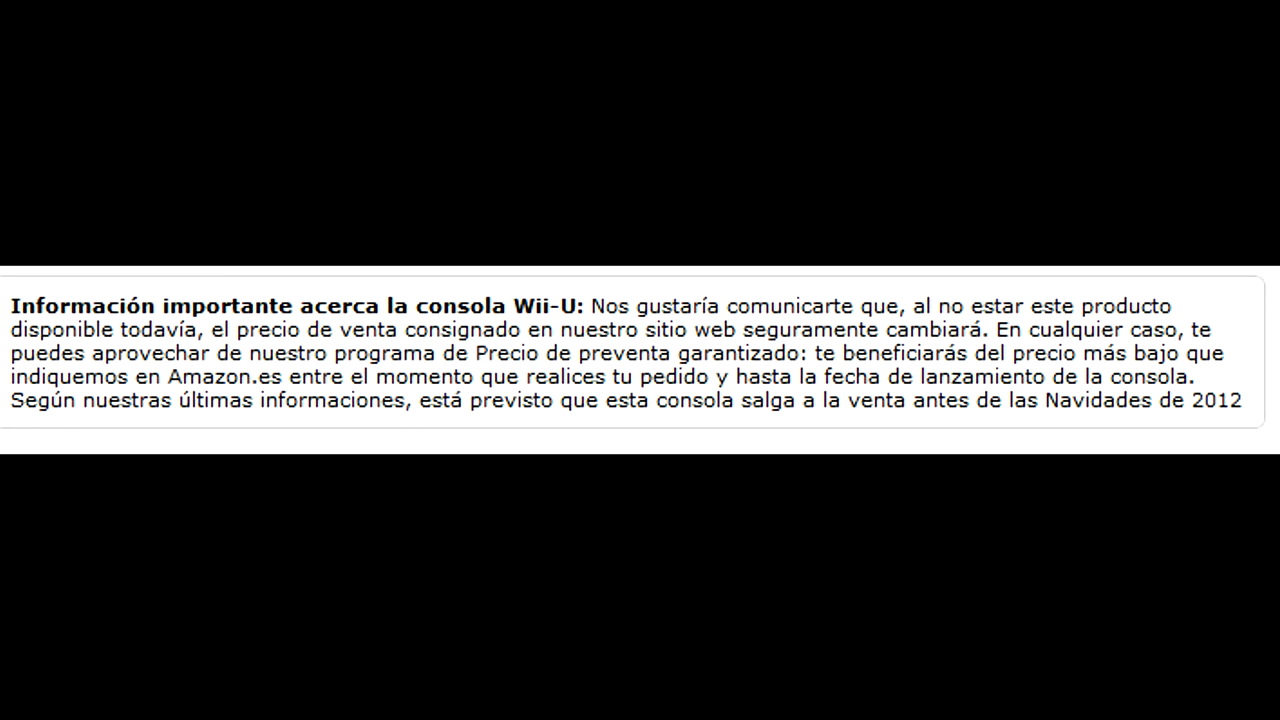 Información importante acerca la consola Wii-U: Nos gustaría comunicarte que, al no estar este producto
disponible todavía, el precio de venta consignado en nuestro sitio web seguramente cambiará. En cualquier caso, te
puedes aprovechar de nuestro programa de Precio de preventa garantizado: te beneficiarás del precio más bajo que
indiquemos en Amazon.es entre el momento que realices tu pedido y hasta la fecha de lanzamiento de la consola.
Según nuestras últimas informaciones, está previsto que esta consola salga a la venta antes de las Navidades de 2012